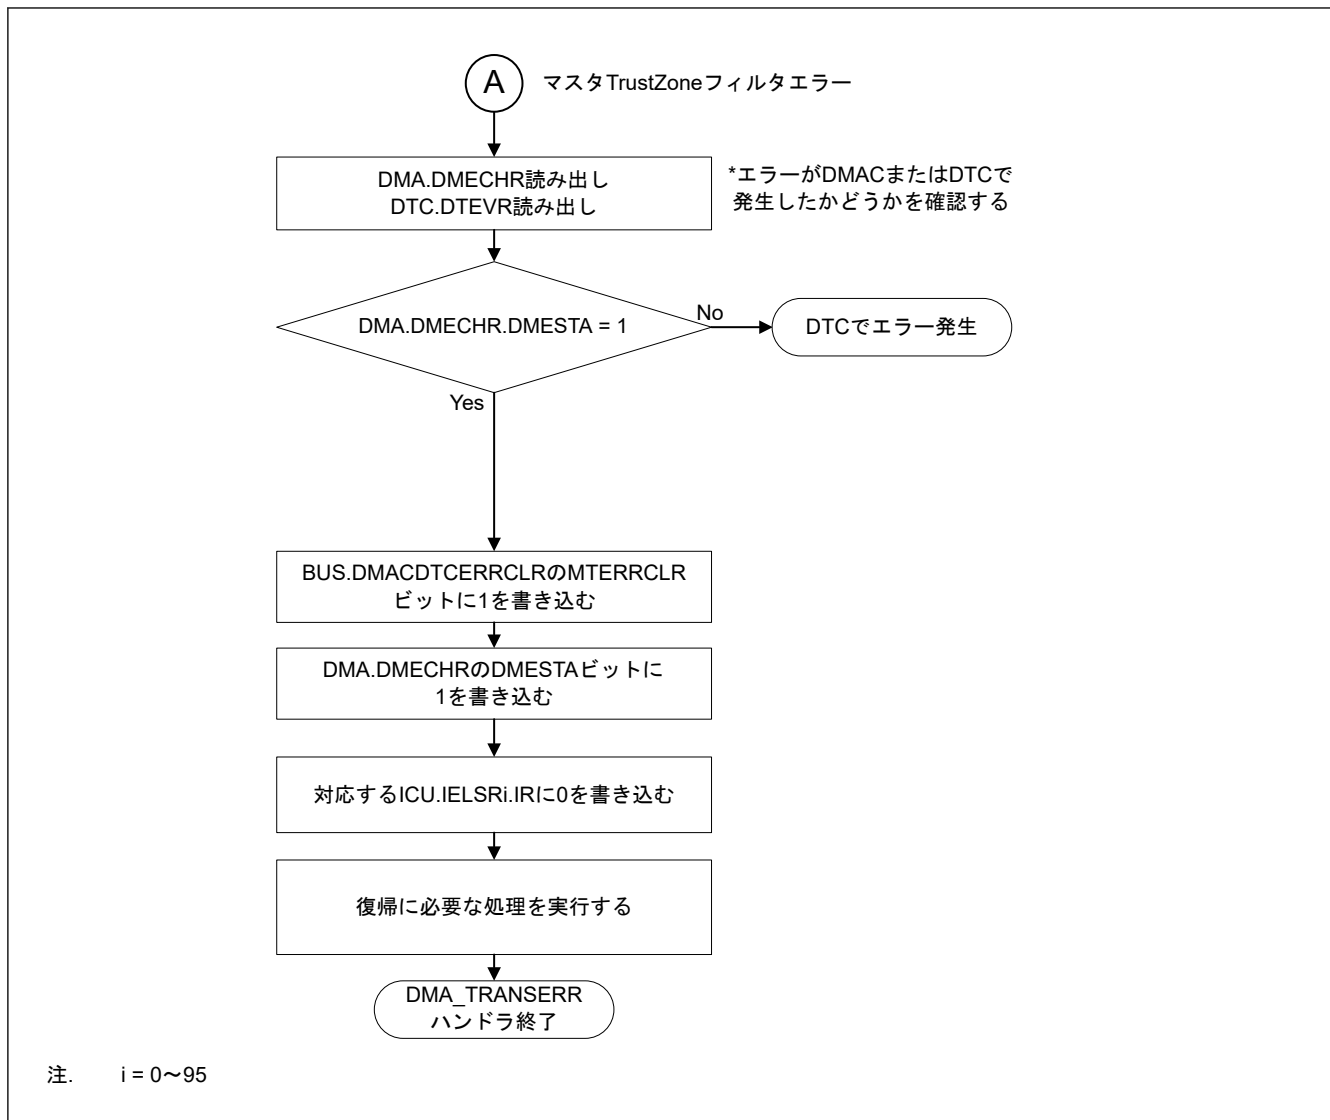 A
マスタTrustZoneフィルタエラー
DMA.DMECHR読み出し
DTC.DTEVR読み出し
*エラーがDMACまたはDTCで
発生したかどうかを確認する
DMA.DMECHR.DMESTA = 1
No
DTCでエラー発生
Yes
BUS.DMACDTCERRCLRのMTERRCLR
ビットに1を書き込む
DMA.DMECHRのDMESTAビットに
1を書き込む
対応するICU.IELSRi.IRに0を書き込む
復帰に必要な処理を実行する
DMA_TRANSERR
ハンドラ終了
注. i = 0~95